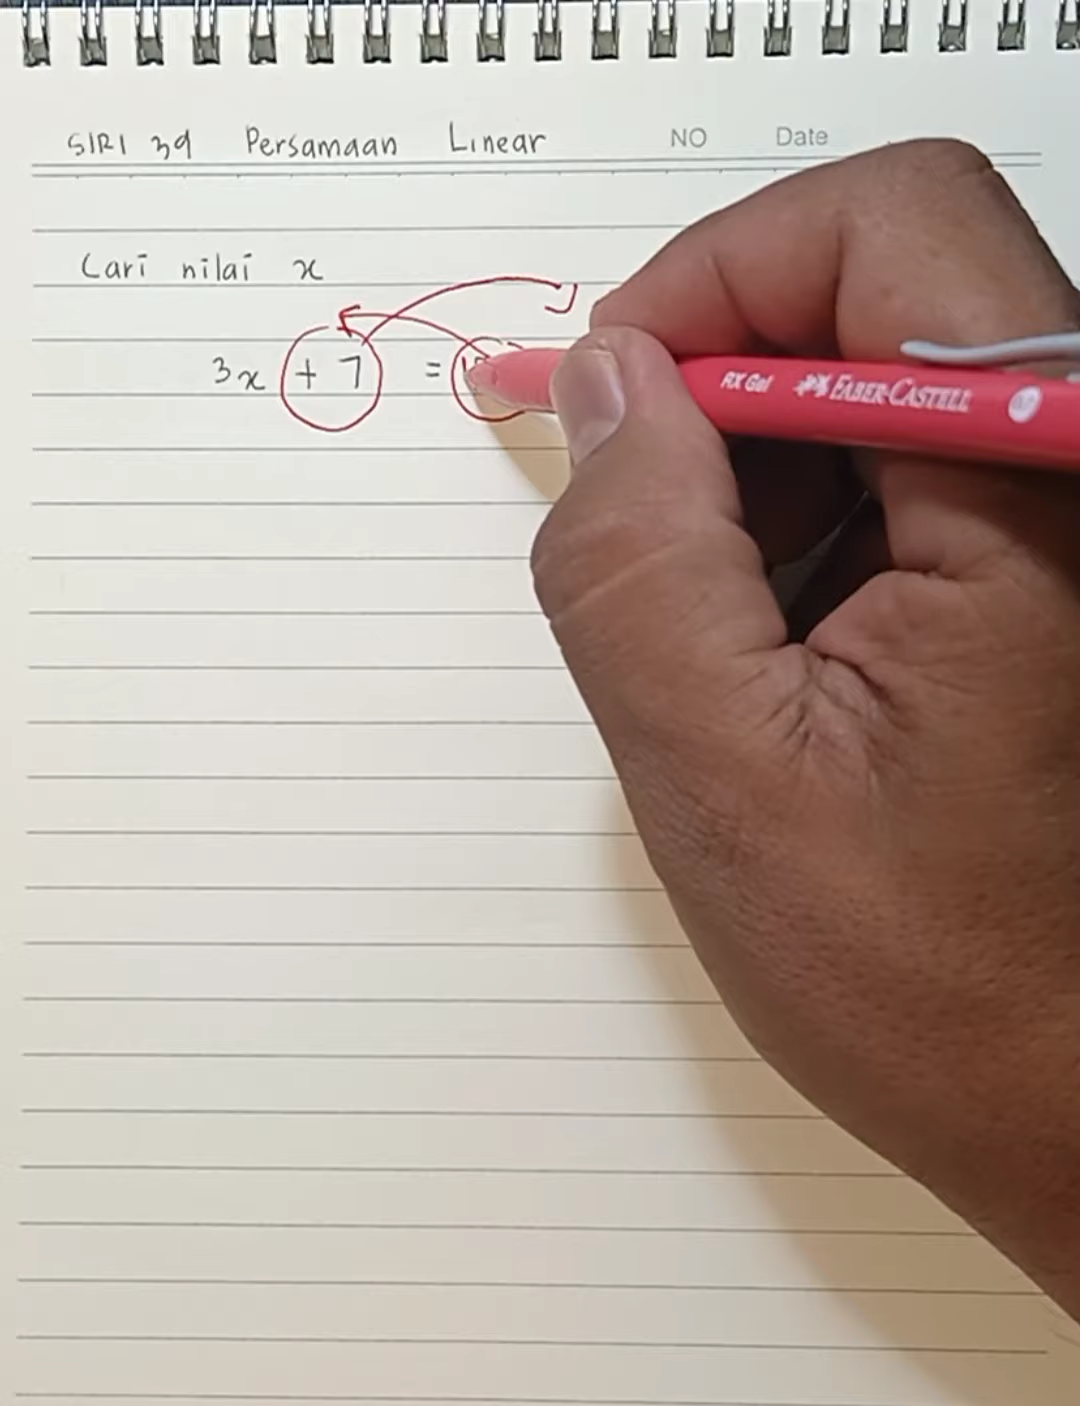 SIRI 39 Persamaan Linear NO Date
Cari nilai x
3x + 7 =
RX Gel FABER-CASTELL